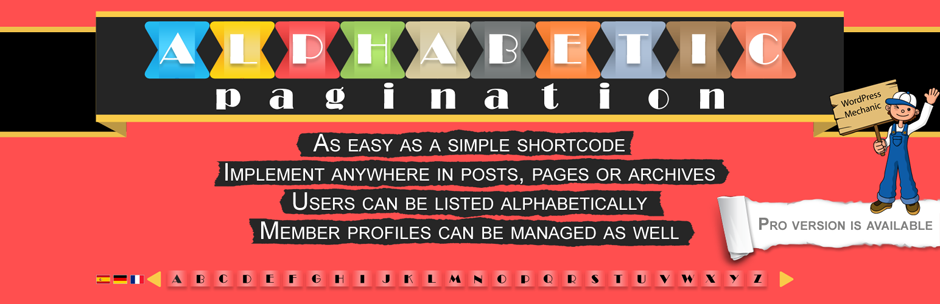 ALPHABETIC
pagination
WordPress
Mechanic
As easy as a simple shortcode
Implement anywhere in posts, pages or archives
Users can be listed alphabetically
Member profiles can be managed as well
Pro version is available
A B C D E F G H I J K L M N O P Q R S T U V W X Y Z